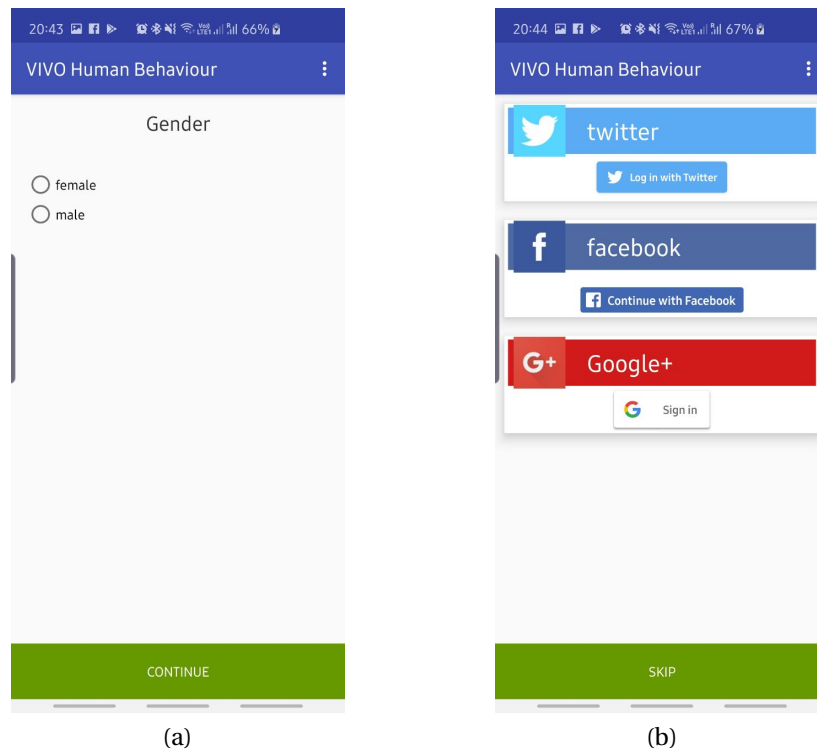 20:43 66%
VIVO Human Behaviour
Gender
female
male
CONTINUE
(a)
20:44 67%
VIVO Human Behaviour
twitter
Log in with Twitter
f facebook
f Continue with Facebook
G+ Google+
G Sign in
SKIP
(b)